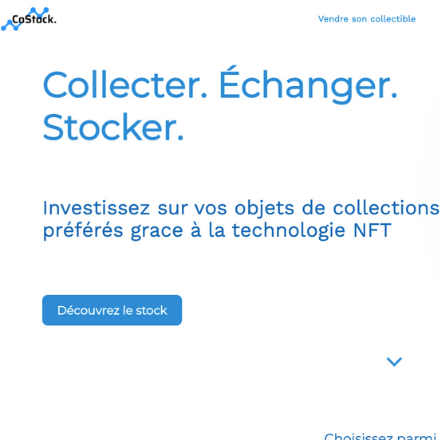 CoStock.
Vendre son collectible
Collecter. Échanger.
Stocker.
Investissez sur vos objets de collections
préférés grace à la technologie NFT
Découvrez le stock
Choisissez parmi